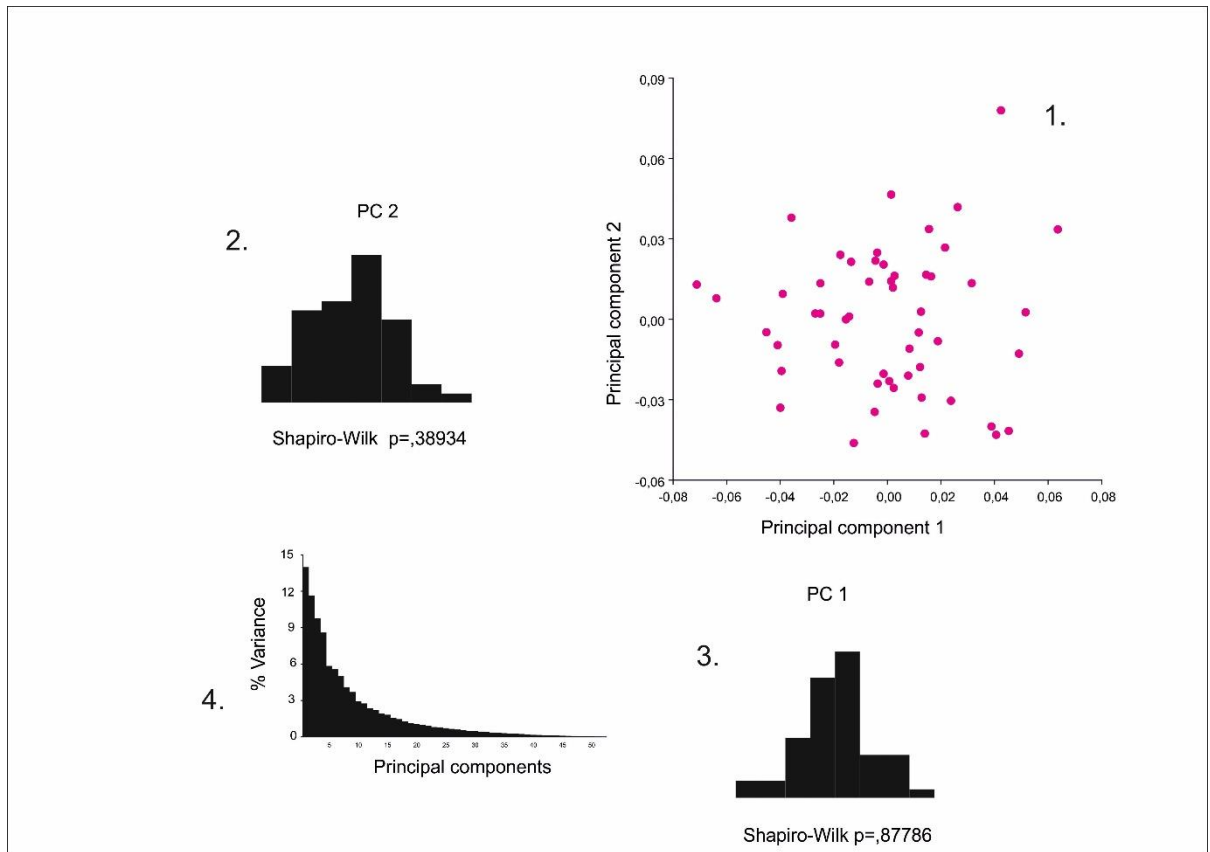 1.
0,09
0,06
0,03
0,00
-0,03
-0,06
Principal component 2
-0,08 -0,06 -0,04 -0,02 0,00 0,02 0,04 0,06 0,08
Principal component 1
2.
PC 2
Shapiro-Wilk p=,38934
PC 1
3.
Shapiro-Wilk p=,87786
4.
% Variance
15
12
9
6
3
0
5 10 15 20 25 30 35 40 45 50
Principal components